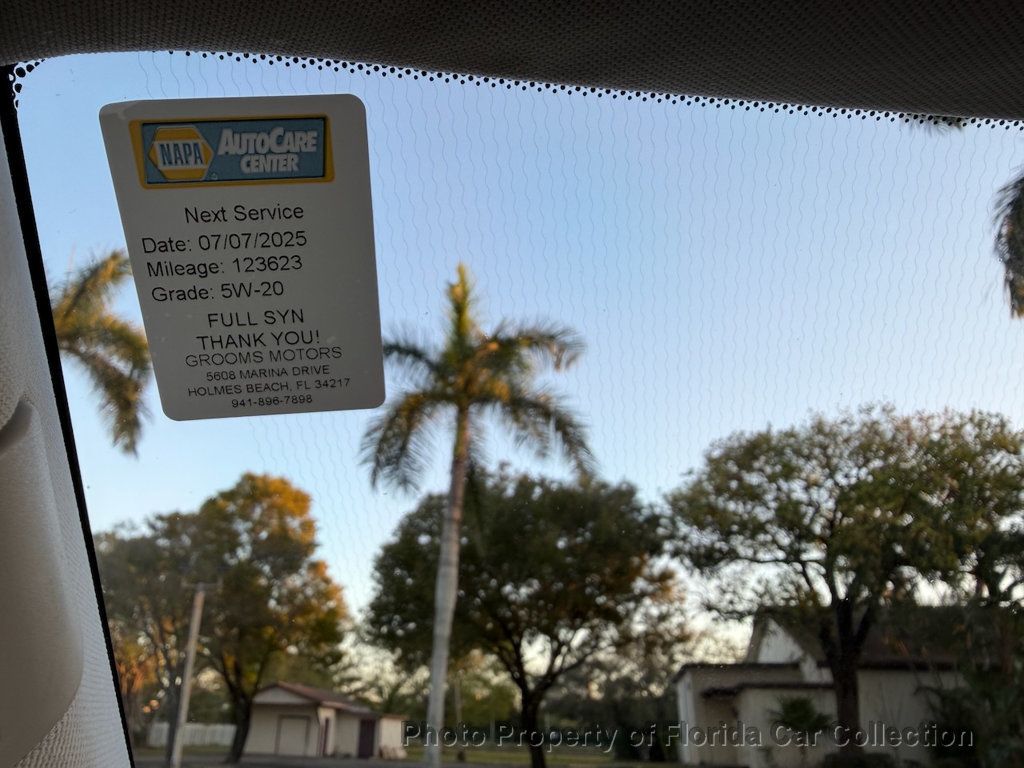 NAPA AUTOCARE
CENTER
Next Service
Date: 07/07/2025
Mileage: 123623
Grade: 5W-20
FULL SYN
THANK YOU!
GROOMS MOTORS
5608 MARINA DRIVE
HOLMES BEACH, FL 34217
941-896-7898
Photo Property of Florida Car Collection